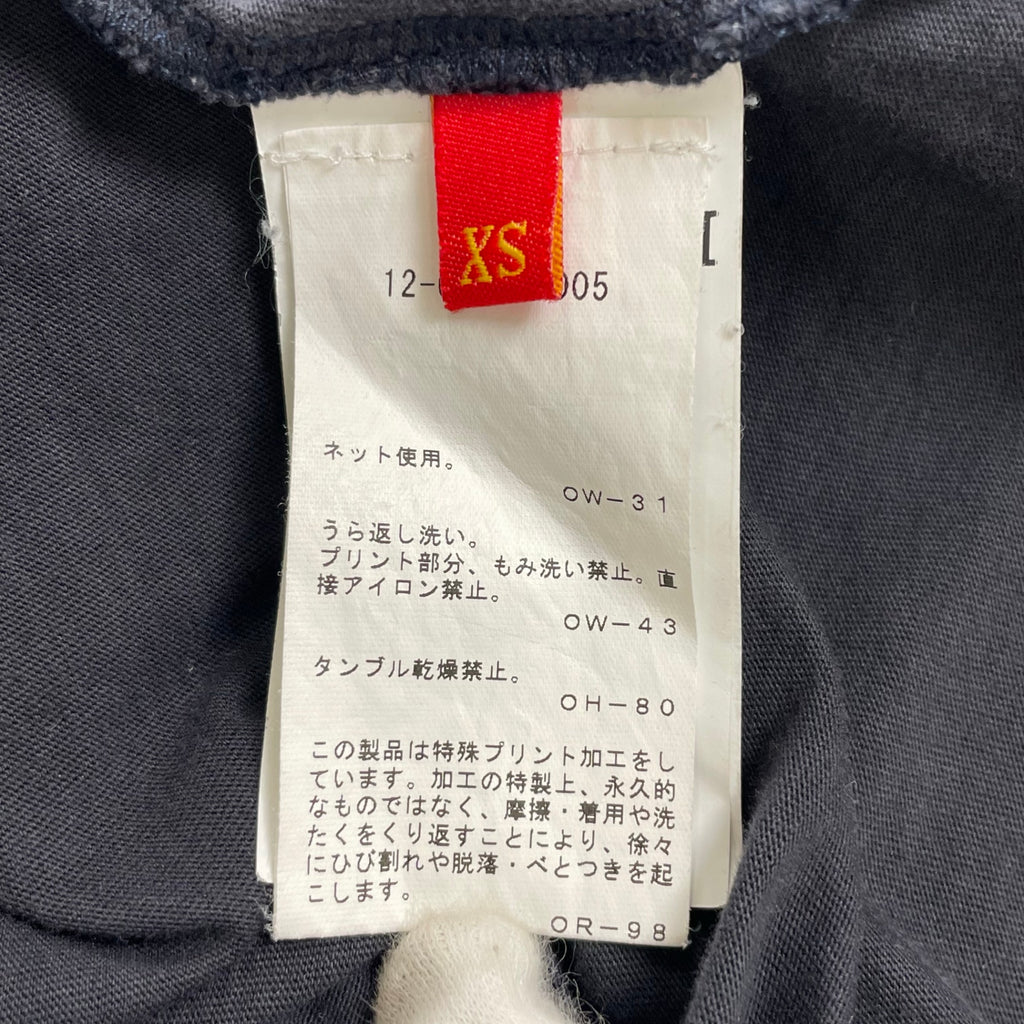 XS
12-
005
ネット使用。
OW-31
うら返し洗い。
プリント部分、もみ洗い禁止。直
接アイロン禁止。
OW-43
タンブル乾燥禁止。
OH-80
この製品は特殊プリント加工をし
ています。加工の特製上、永久的
なものではなく、摩擦・着用や洗
たくをくり返すことにより、徐々
にひび割れや脱落・べとつきを起
こします。
OR-98